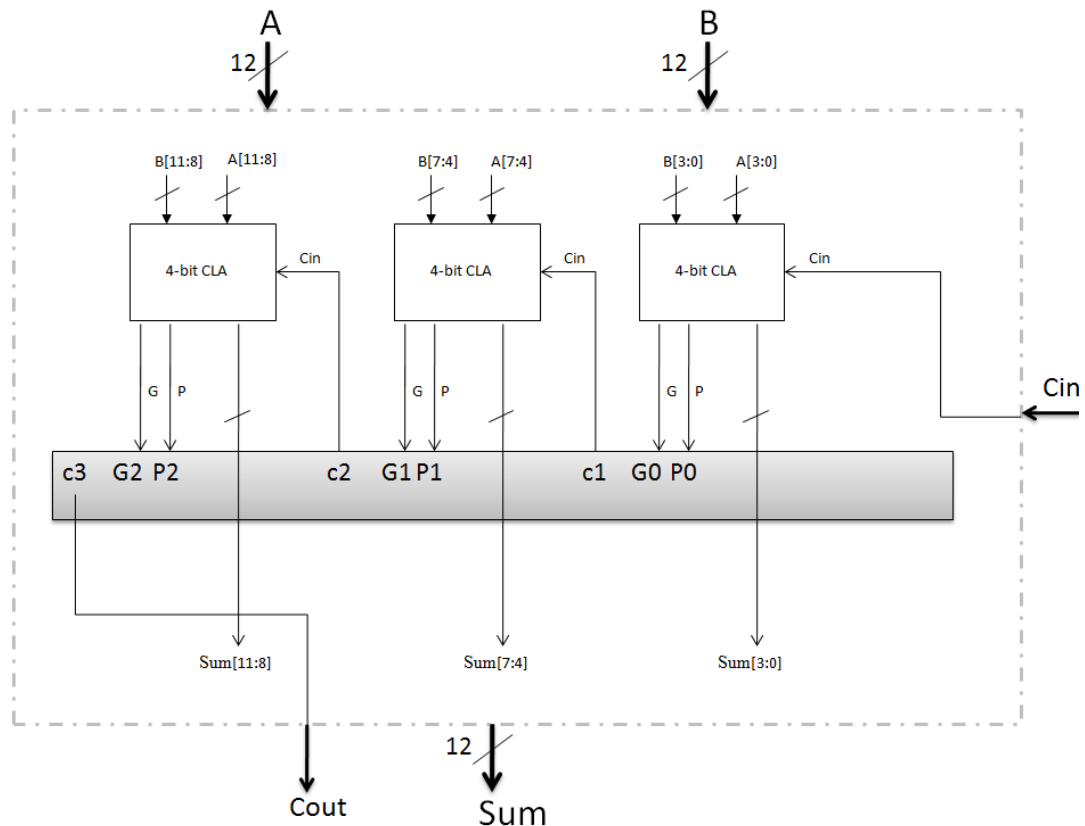 A
B
12
12
B[11:8]
A[11:8]
B[7:4]
A[7:4]
B[3:0]
A[3:0]
4-bit CLA
Cin
4-bit CLA
Cin
4-bit CLA
Cin
Cin
G
P
G
P
G
P
c3
G2
P2
c2
G1
P1
c1
G0
P0
Sum[11:8]
Sum[7:4]
Sum[3:0]
12
Cout
Sum